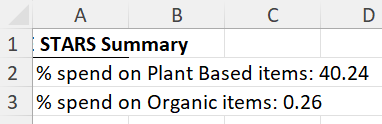 A B C D
1 STARS Summary
2 % spend on Plant Based items: 40.24
3 % spend on Organic items: 0.26